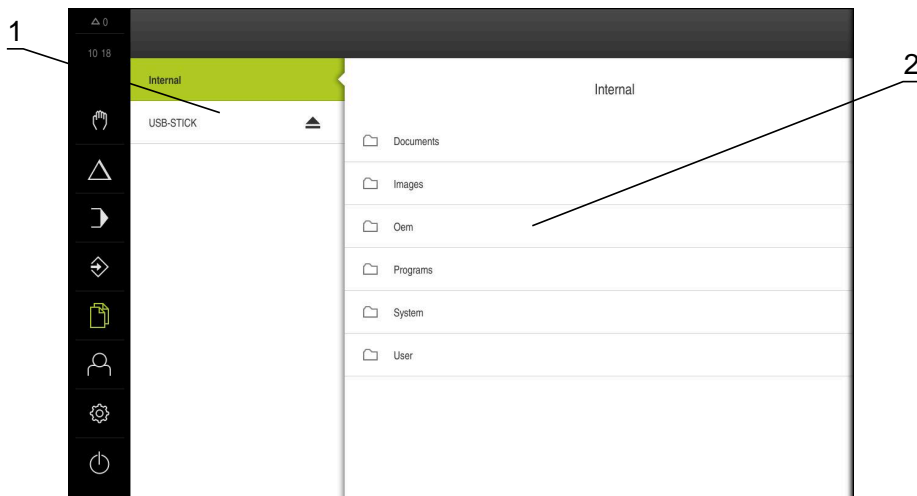 1
0
10 18
2
Internal
USB-STICK
Internal
Documents
Images
Oem
Programs
System
User